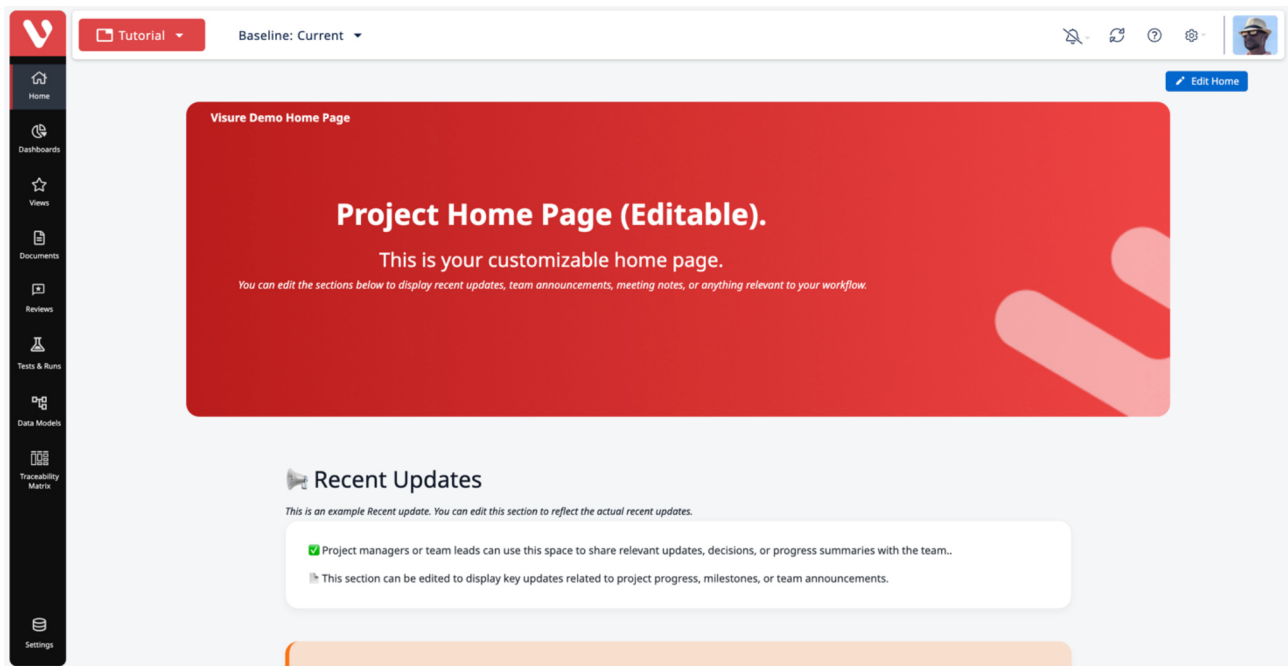 Tutorial
Baseline: Current
Home
Dashboards
Views
Documents
Reviews
Tests & Runs
Data Models
Traceability
Matrix
Settings
Edit Home
Visure Demo Home Page
Project Home Page (Editable).
This is your customizable home page.
You can edit the sections below to display recent updates, team announcements, meeting notes, or anything relevant to your workflow.
Recent Updates
This is an example Recent update. You can edit this section to reflect the actual recent updates.
✅ Project managers or team leads can use this space to share relevant updates, decisions, or progress summaries with the team..
This section can be edited to display key updates related to project progress, milestones, or team announcements.